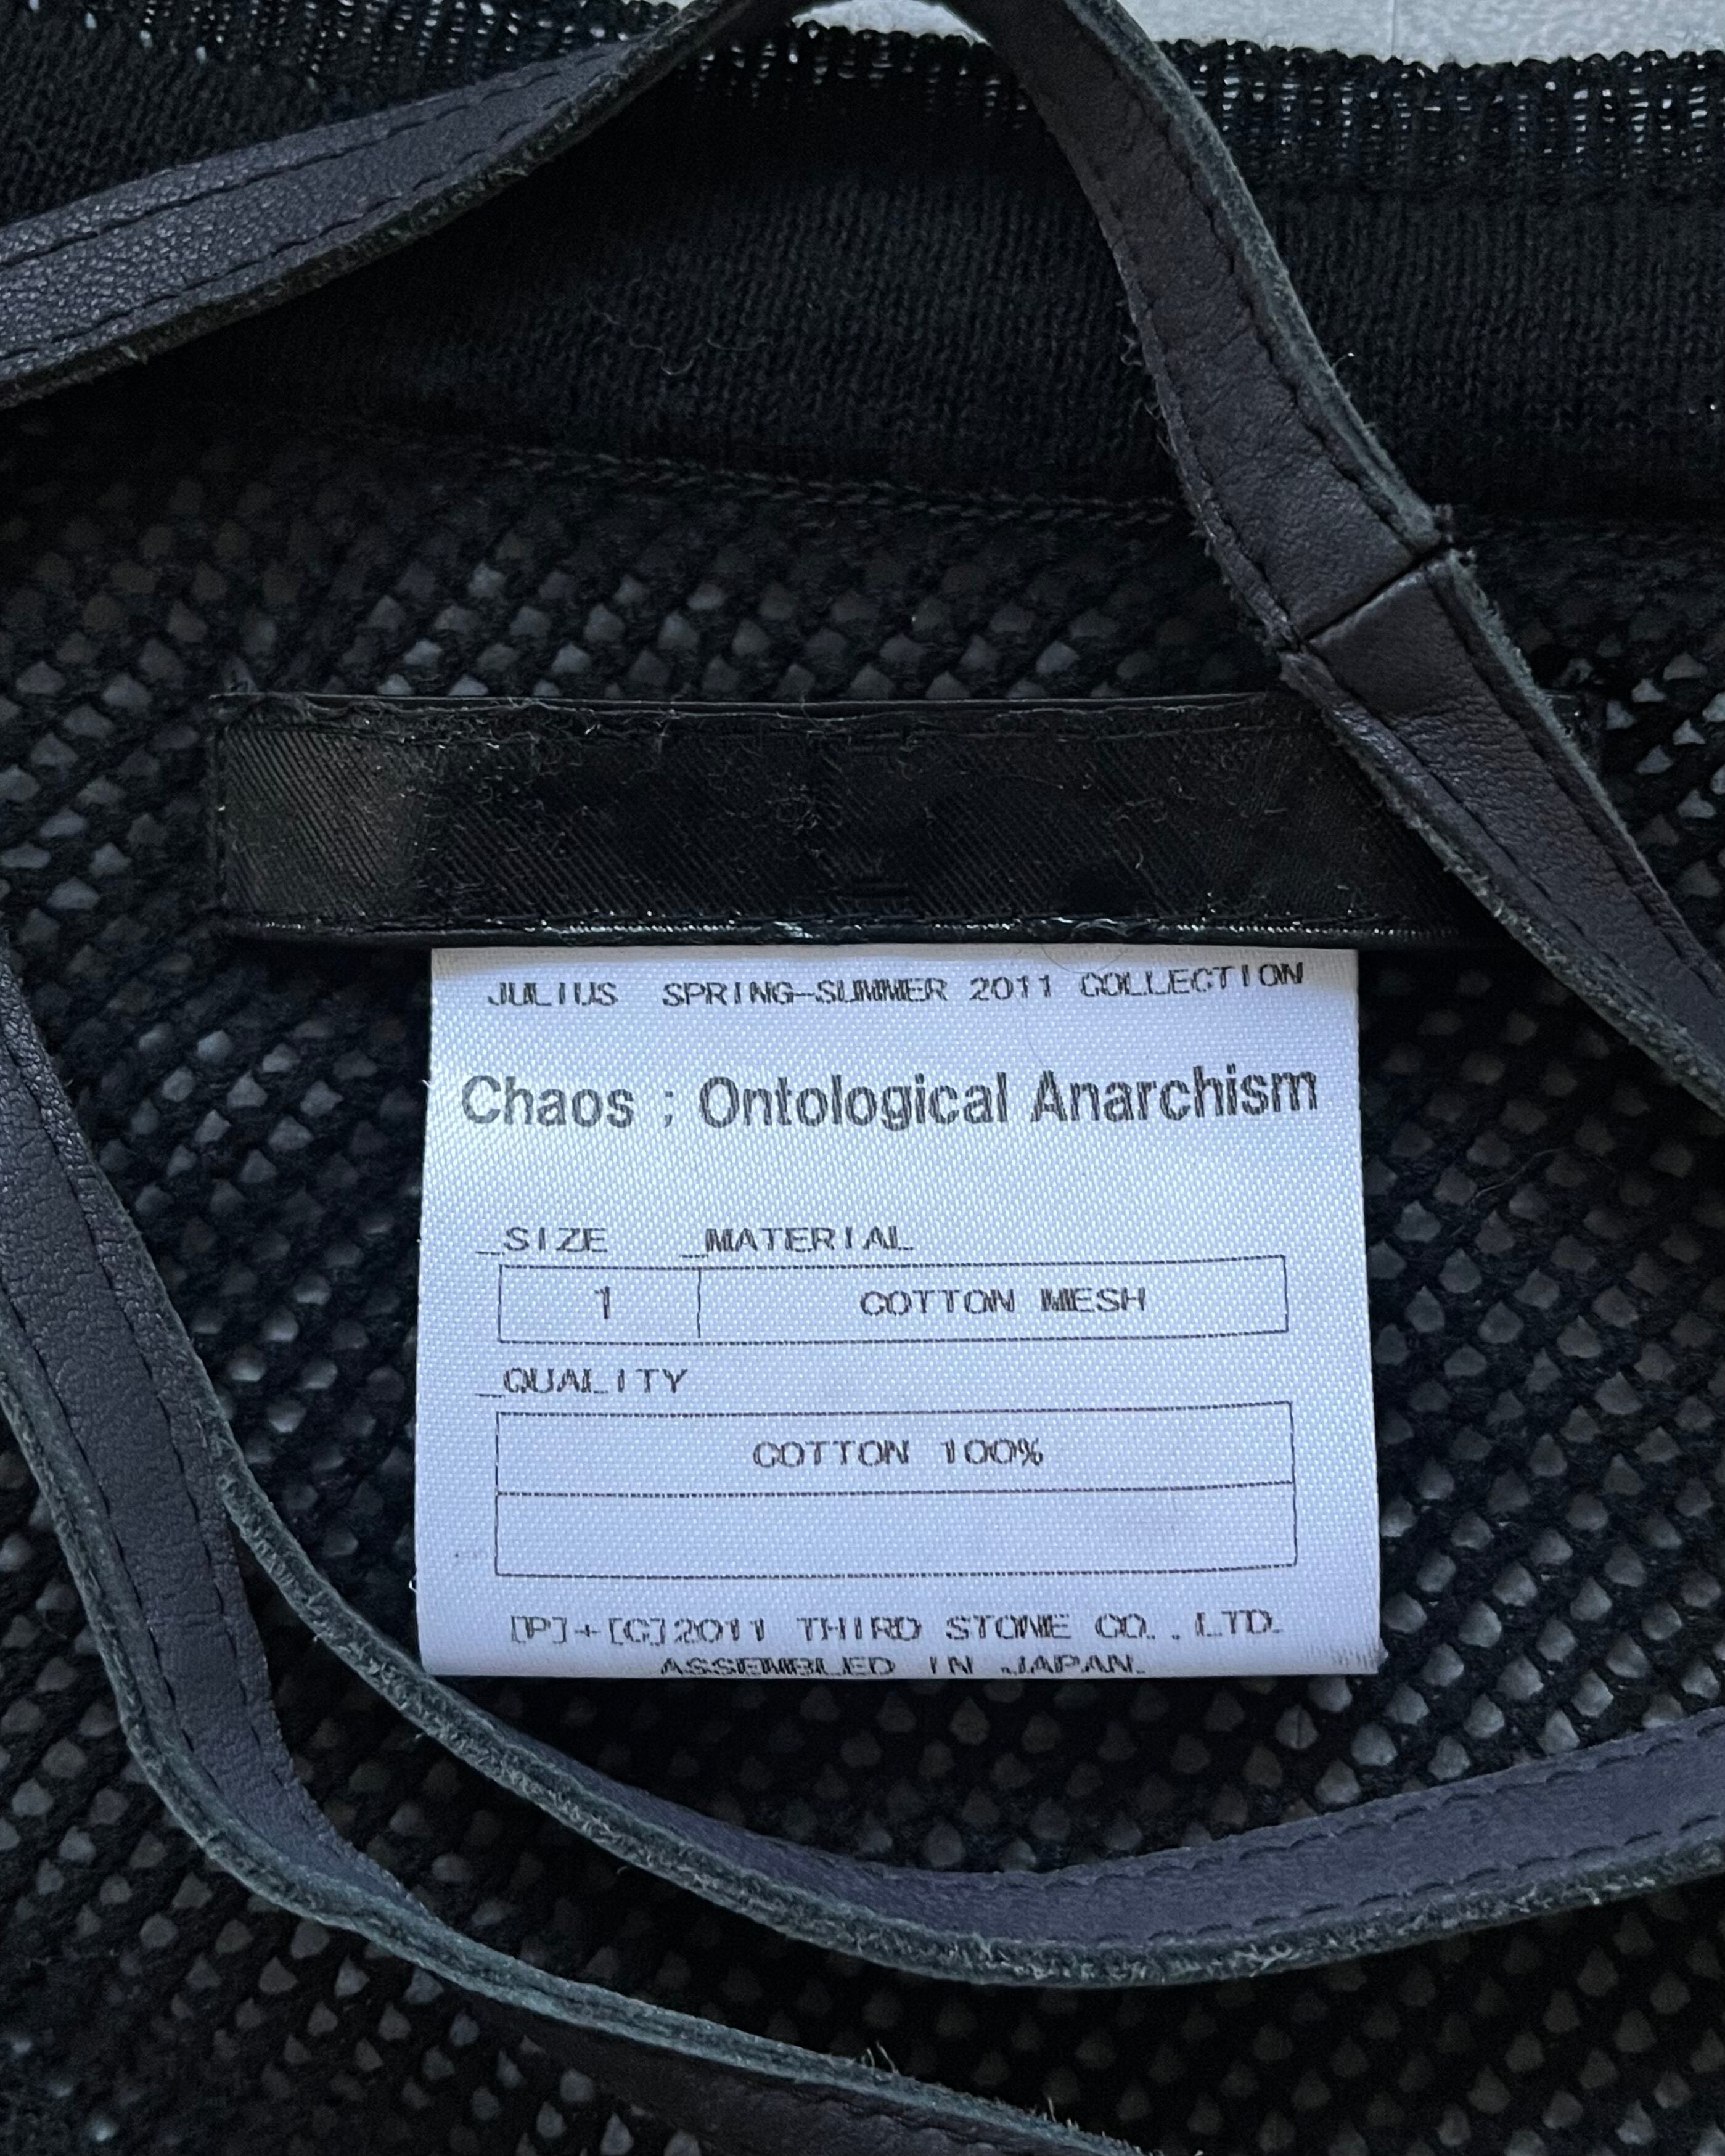 JULIUS SPRING-SUMMER 2011 COLLECTION
Chaos ; Ontological Anarchism
_SIZE _MATERIAL
1 COTTON MESH
_QUALITY
COTTON 100%
[P]+[C]2011 THIRD STONE CO.,LTD.
ASSEMBLED IN JAPAN.